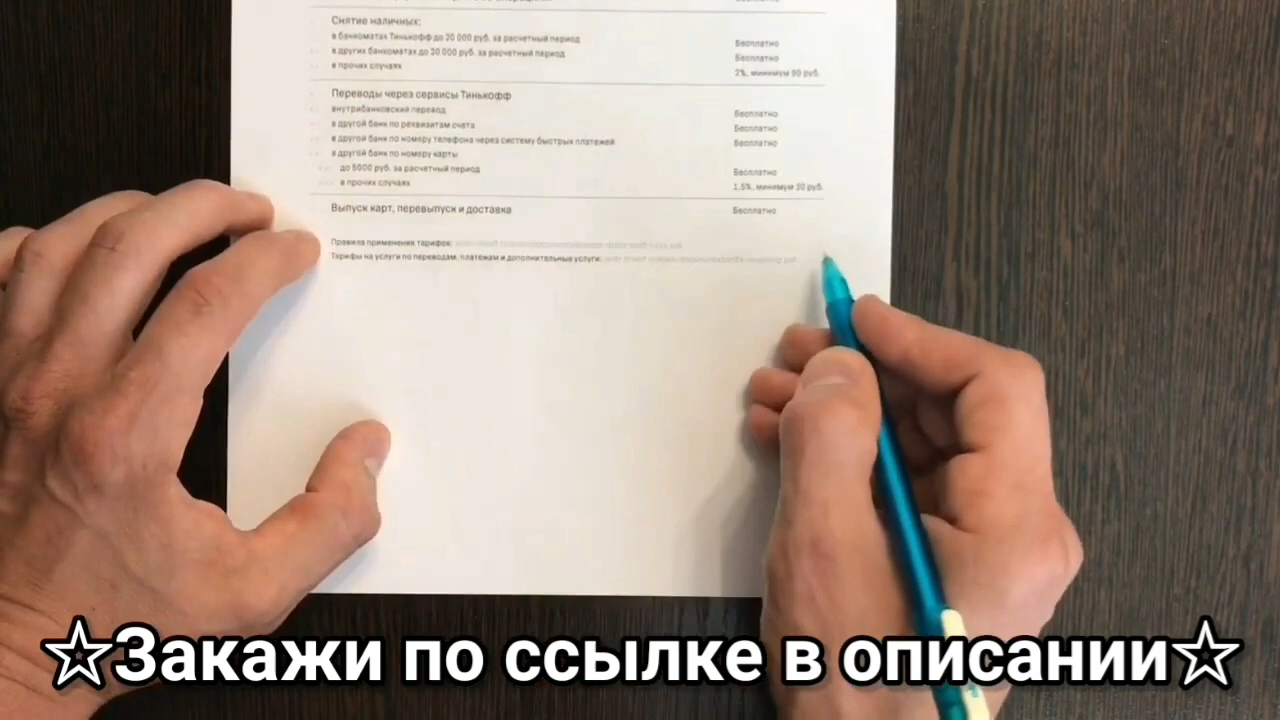 Снятие наличных:
в банкоматах Тинькофф до 20 000 руб. за расчетный период
Бесплатно
в других банкоматах до 20 000 руб. за расчетный период
Бесплатно
в прочих случаях
2%, минимум 90 руб.
Переводы через сервисы Тинькофф
внутрибанковский перевод
Бесплатно
в другой банк по реквизитам счета
Бесплатно
в другой банк по номеру телефона через систему быстрых платежей
Бесплатно
в другой банк по номеру карты
до 5000 руб. за расчетный период
Бесплатно
в прочих случаях
1.5%, минимум 30 руб.
Выпуск карт, перевыпуск и доставка
Бесплатно
Правила применения тарифов:
Тарифы на услуги по переводам, платежам и дополнительные услуги:
☆Закажи по ссылке в описании☆